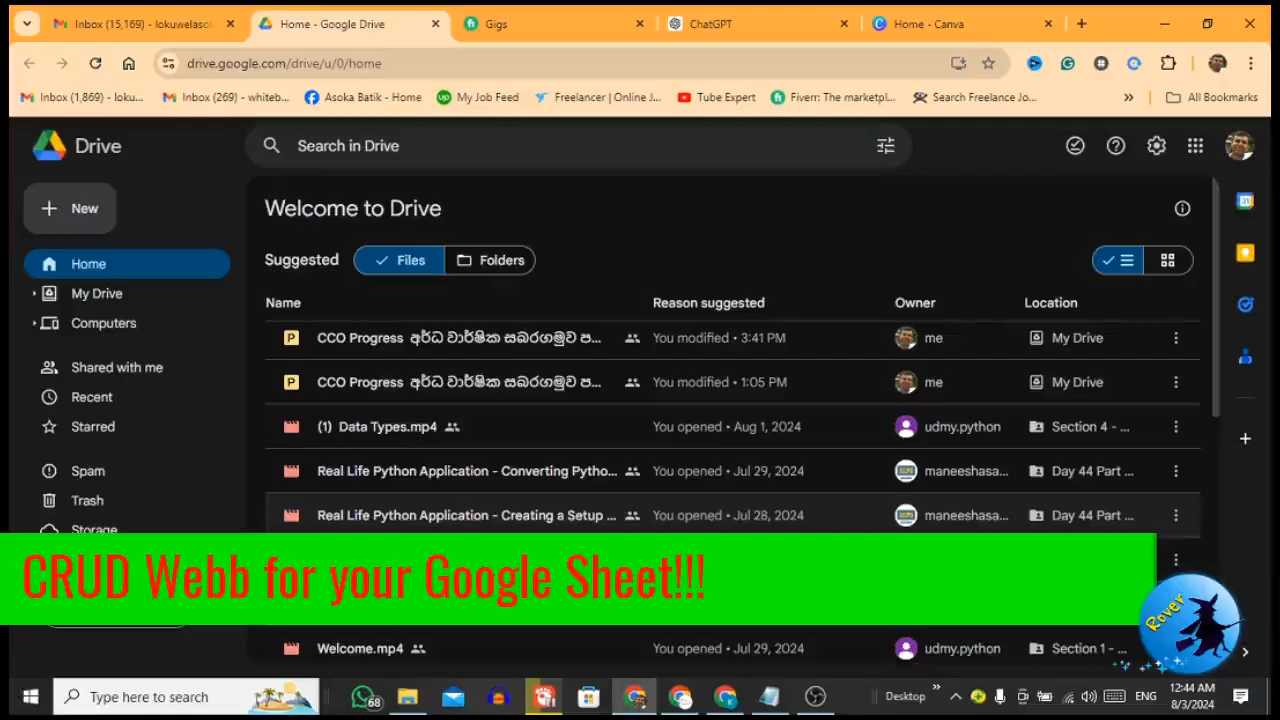 Inbox (15,169) - lokuwelasok
Home - Google Drive
Gigs
ChatGPT
Home - Canva
drive.google.com/drive/u/0/home
Inbox (1,869) - loku...
Inbox (269) - whiteb...
Asoka Batik - Home
My Job Feed
Freelancer | Online J...
Tube Expert
Fiverr: The marketpl...
Search Freelance Jo...
All Bookmarks
Drive
Search in Drive
New
Welcome to Drive
Suggested
Files
Folders
Home
My Drive
Computers
Shared with me
Recent
Starred
Spam
Trash
Storage
Name Reason suggested Owner Location
P CCO Progress අර්ධ වාර්ෂික සබරගමුව ප... You modified • 3:41 PM me My Drive
P CCO Progress අර්ධ වාර්ෂික සබරගමුව ප... You modified • 1:05 PM me My Drive
(1) Data Types.mp4 You opened • Aug 1, 2024 udmy.python Section 4 - ...
Real Life Python Application - Converting Pytho... You opened • Jul 29, 2024 maneeshasa... Day 44 Part ...
Real Life Python Application - Creating a Setup ... You opened • Jul 28, 2024 maneeshasa... Day 44 Part ...
CRUD Webb for your Google Sheet!!!
Rover
Welcome.mp4 You opened • Jul 29, 2024 udmy.python Section 1 - ...
Type here to search
68
Desktop
ENG
12:44 AM
8/3/2024